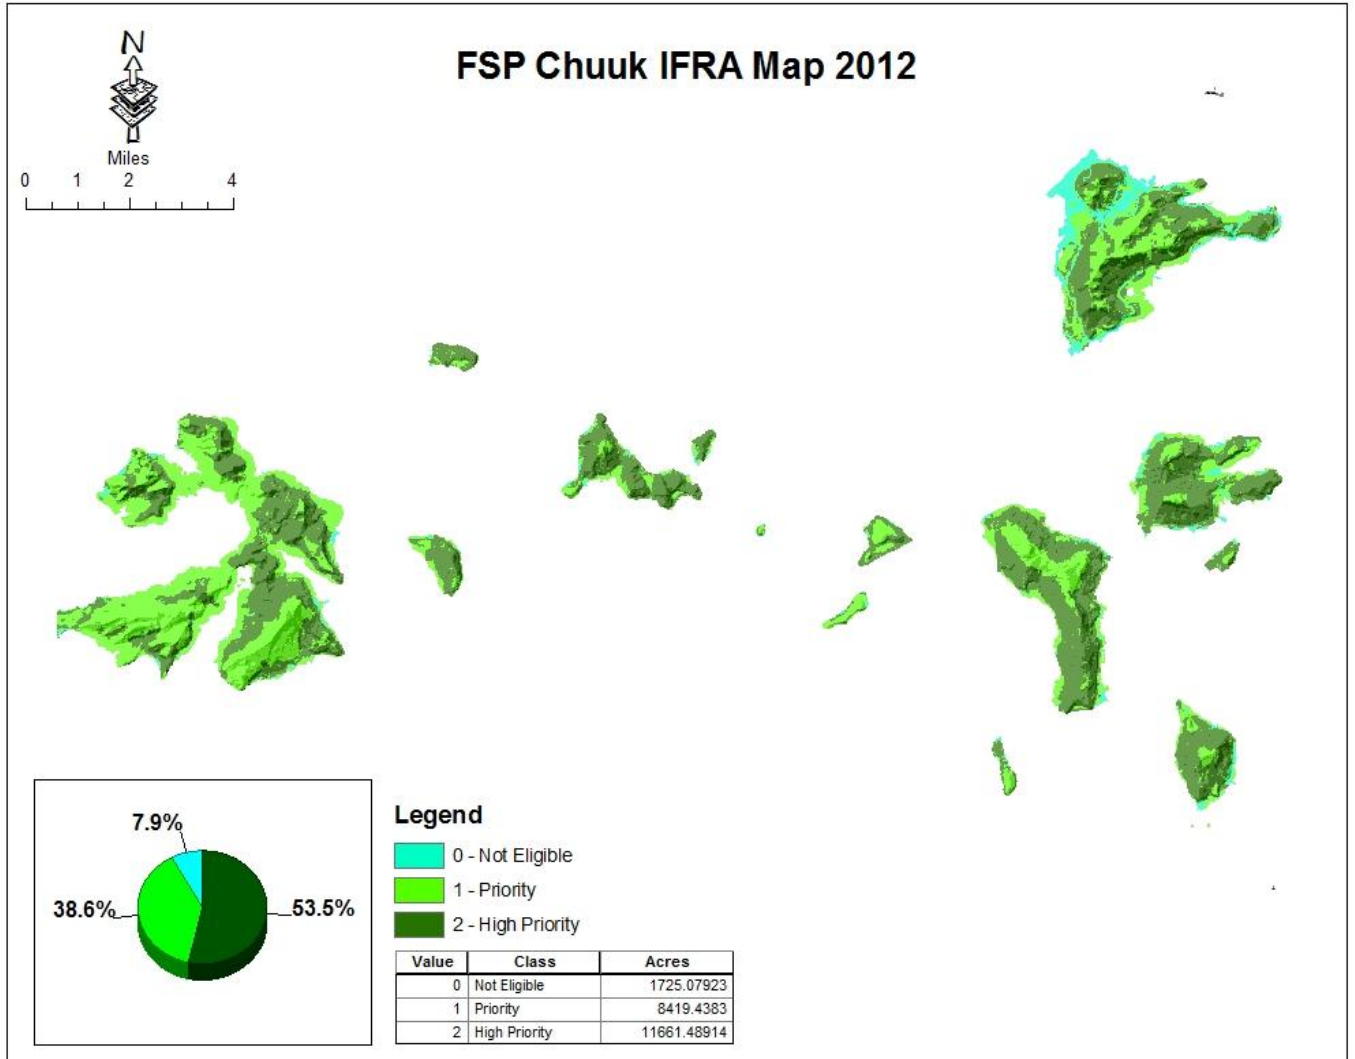 N
FSP Chuuk IFRA Map 2012
Miles
0 1 2 4
7.9%
38.6%
53.5%
Legend
0 - Not Eligible
1 - Priority
2 - High Priority
Value Class Acres
0 Not Eligible 1725.07923
1 Priority 8419.4383
2 High Priority 11661.48914